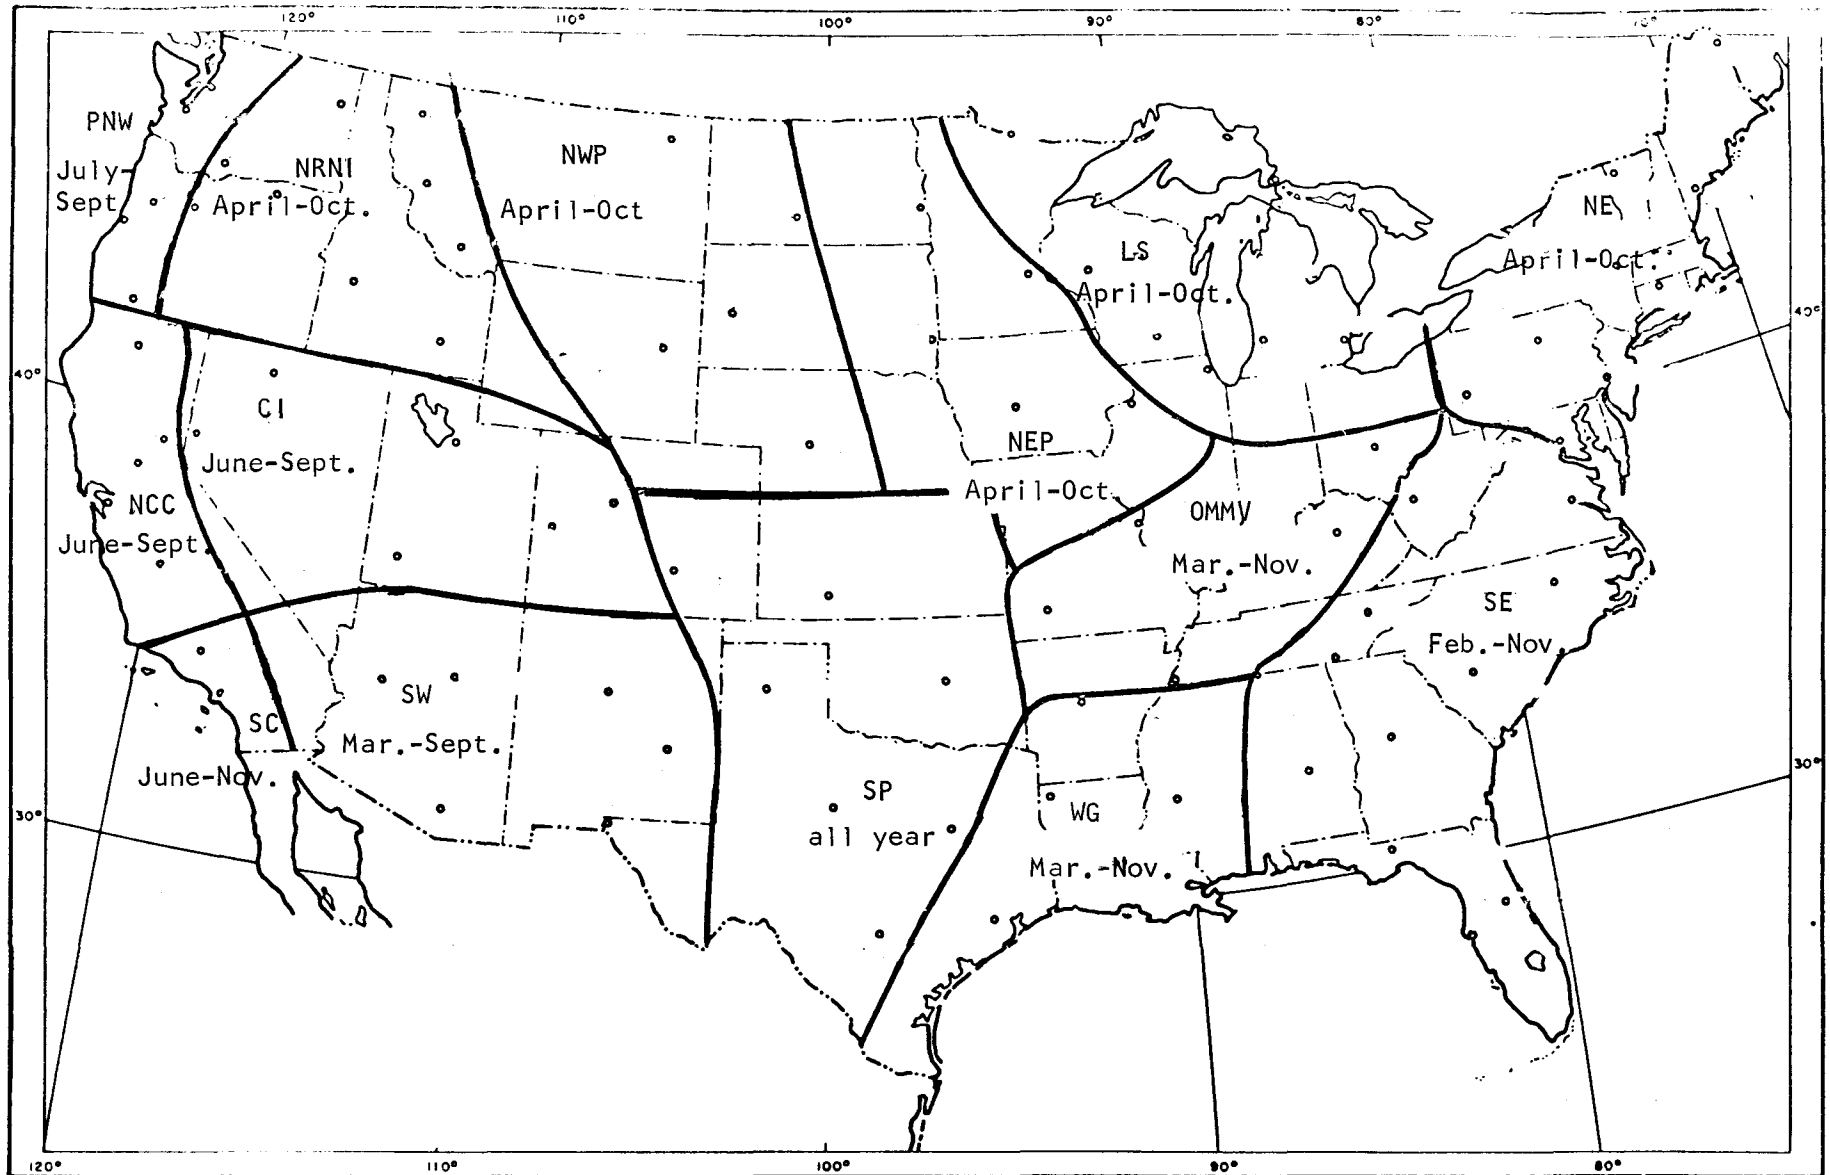 120° 110° 100° 90° 80° 70°
PNW
July-
Sept
NRNI
April-Oct.
NWP
April-Oct
LS
April-Oct.
NE
April-Oct.
40°
40°
CI
June-Sept.
NEP
April-Oct.
NCC
June-Sept.
OMMV
Mar.-Nov.
SE
Feb.-Nov.
SW
Mar.-Sept.
SC
June-Nov.
SP
all year
WG
Mar.-Nov.
30°
30°
120° 110° 100° 90° 80°